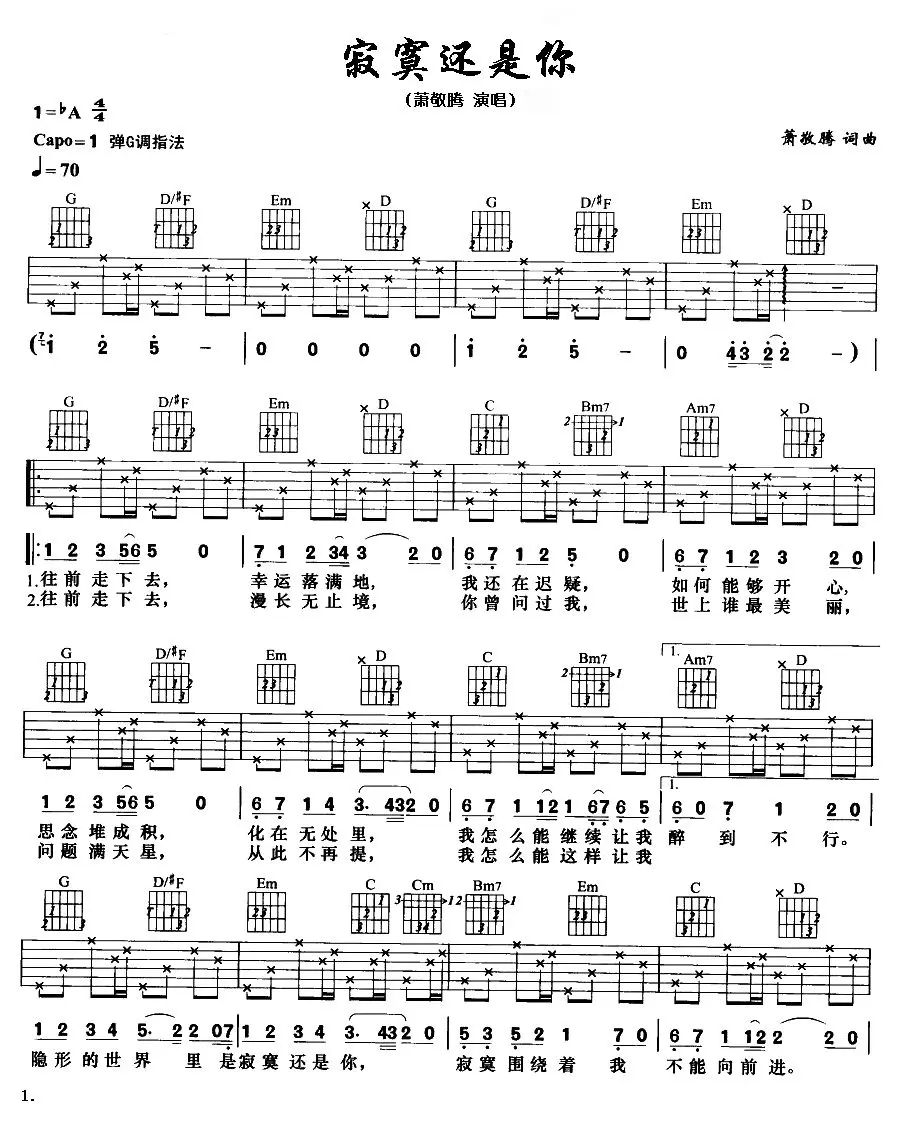 寂寞还是你
(萧敬腾 演唱)
1=♭A 4/4
Capo=1 弹G调指法
萧敬腾 词曲
♩=70
G D/♯F Em D G D/♯F Em D
(1 2 5 - | 0 0 0 0 | 1 2 5 - | 0 43 22 -)
G D/♯F Em D C Bm7 Am7 D
1 2 3 56 5 0 | 7 1 2 34 3 2 0 | 6 7 1 2 5 0 | 6 7 1 2 3 2 0
1.往前走下去, 幸运落满地, 我还在迟疑, 如何能够开心,
2.往前走下去, 漫长无止境, 你曾问过我, 世上谁最美丽,
G D/♯F Em D C Bm7 1. Am7 D
1 2 3 56 5 0 | 6 7 1 4 3. 432 0 | 6 7 1 12 1 67 6 5 | 1. 6 0 7 1 2 0
思念堆成积, 化在无处里, 我怎么能继续让我 醉到不行。
问题满天星, 从此不再提, 我怎么能这样让我
G D/♯F Em C Cm Bm7 Em C D
1 2 3 4 5. 2 2 07 | 1 2 3 4 3. 432 0 | 5 3 5 2 1 7 0 | 6 7 1 12 2 2 0
隐形的世界 里是寂寞还是你, 寂寞围绕着我 不能向前进。
1.